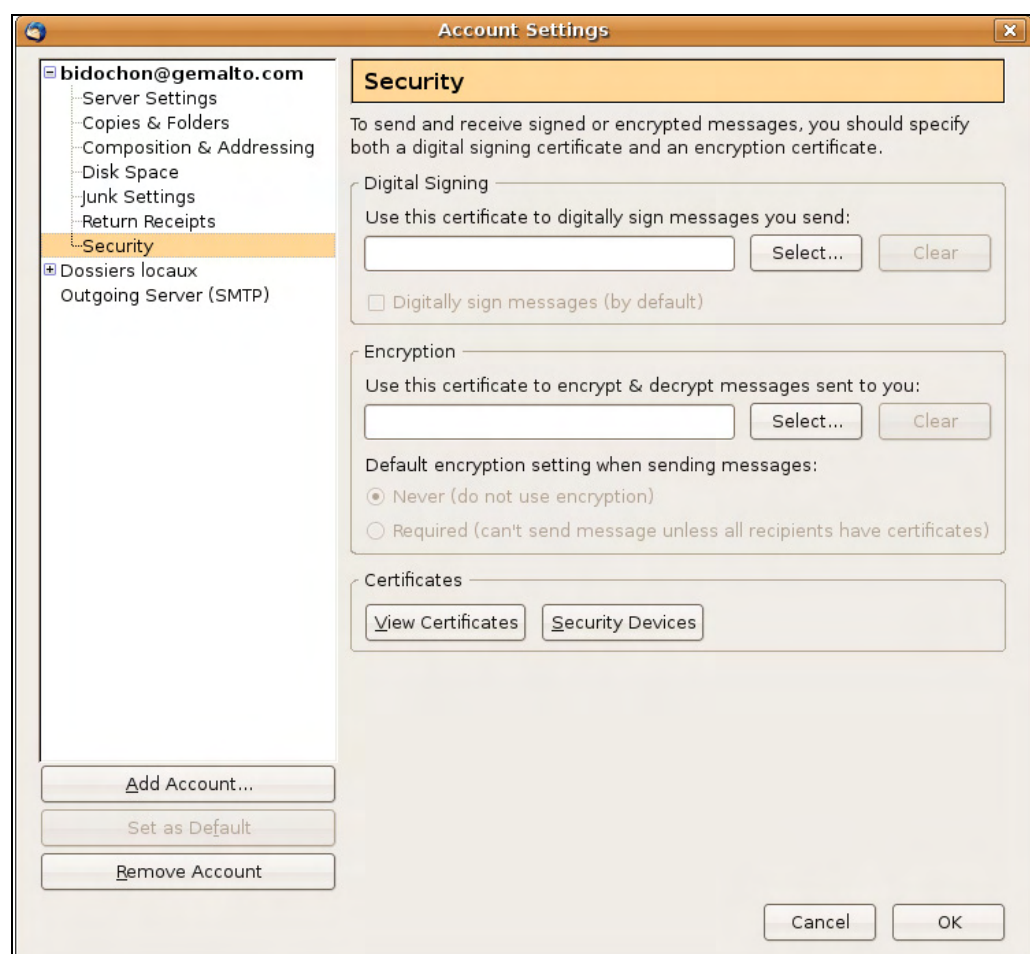 Account Settings
bidochon@gemalto.com
Server Settings
Copies & Folders
Composition & Addressing
Disk Space
Junk Settings
Return Receipts
Security
Dossiers locaux
Outgoing Server (SMTP)
Add Account...
Set as Default
Remove Account
Security
To send and receive signed or encrypted messages, you should specify
both a digital signing certificate and an encryption certificate.
Digital Signing
Use this certificate to digitally sign messages you send:
Select... Clear
Digitally sign messages (by default)
Encryption
Use this certificate to encrypt & decrypt messages sent to you:
Select... Clear
Default encryption setting when sending messages:
Never (do not use encryption)
Required (can't send message unless all recipients have certificates)
Certificates
View Certificates Security Devices
Cancel OK